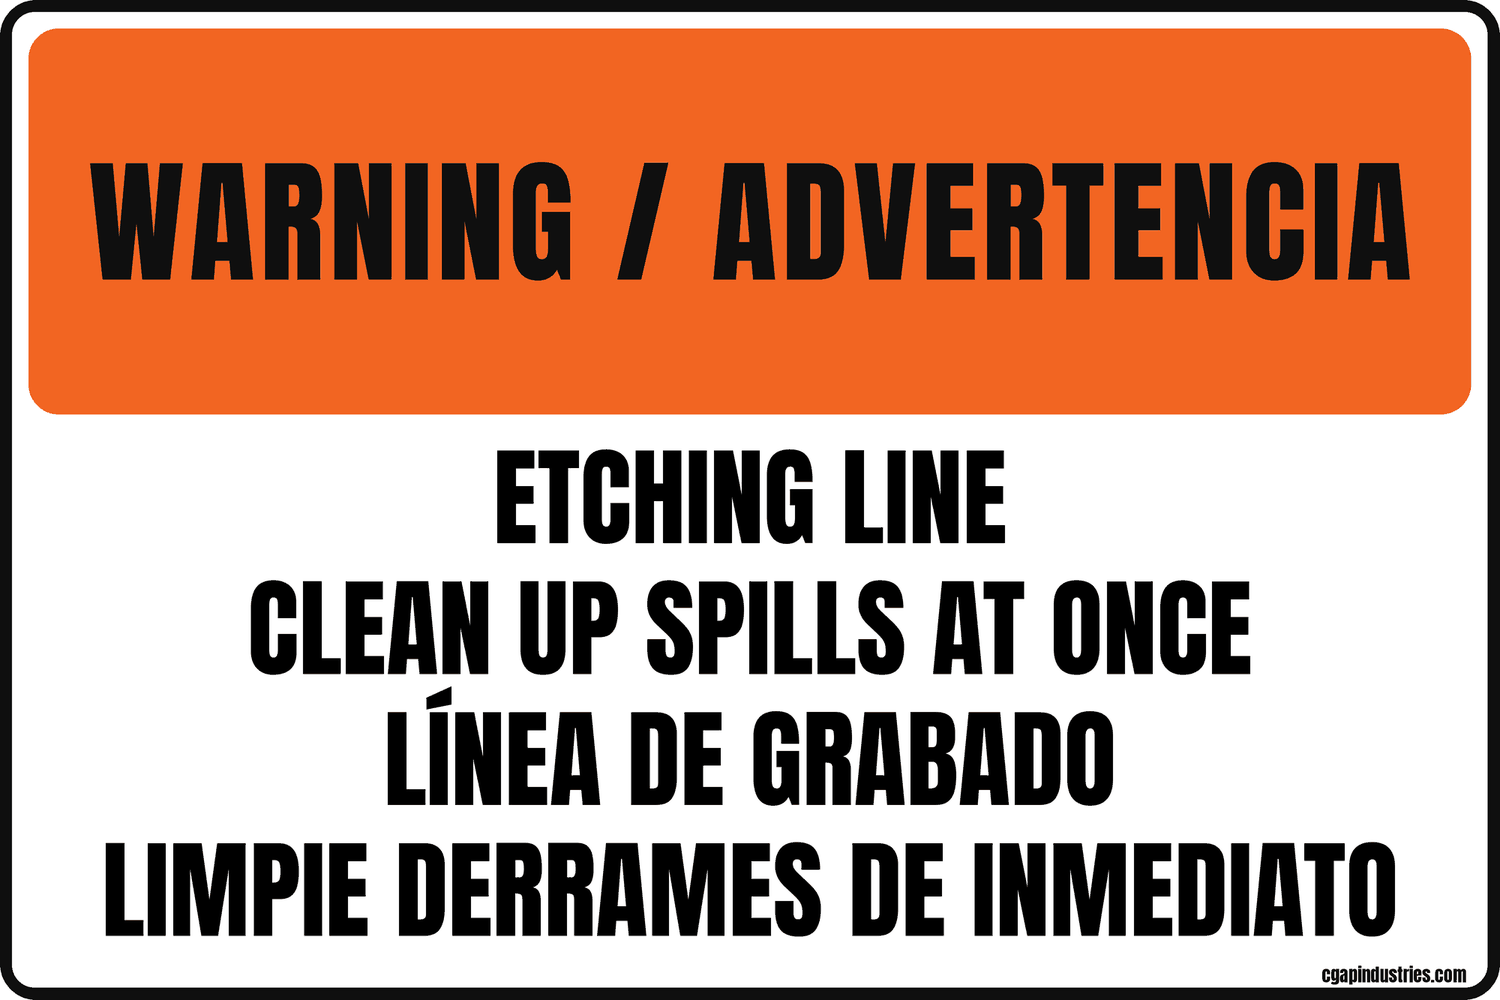 WARNING / ADVERTENCIA
ETCHING LINE
CLEAN UP SPILLS AT ONCE
LÍNEA DE GRABADO
LIMPIE DERRAMES DE INMEDIATO
cgapindustries.com